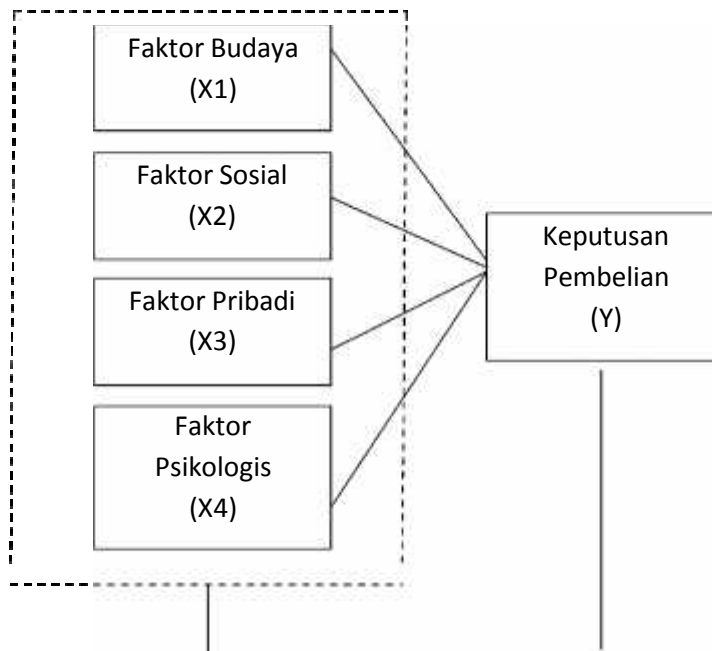 Faktor Budaya
(X1)
Faktor Sosial
(X2)
Faktor Pribadi
(X3)
Faktor
Psikologis
(X4)
Keputusan
Pembelian
(Y)